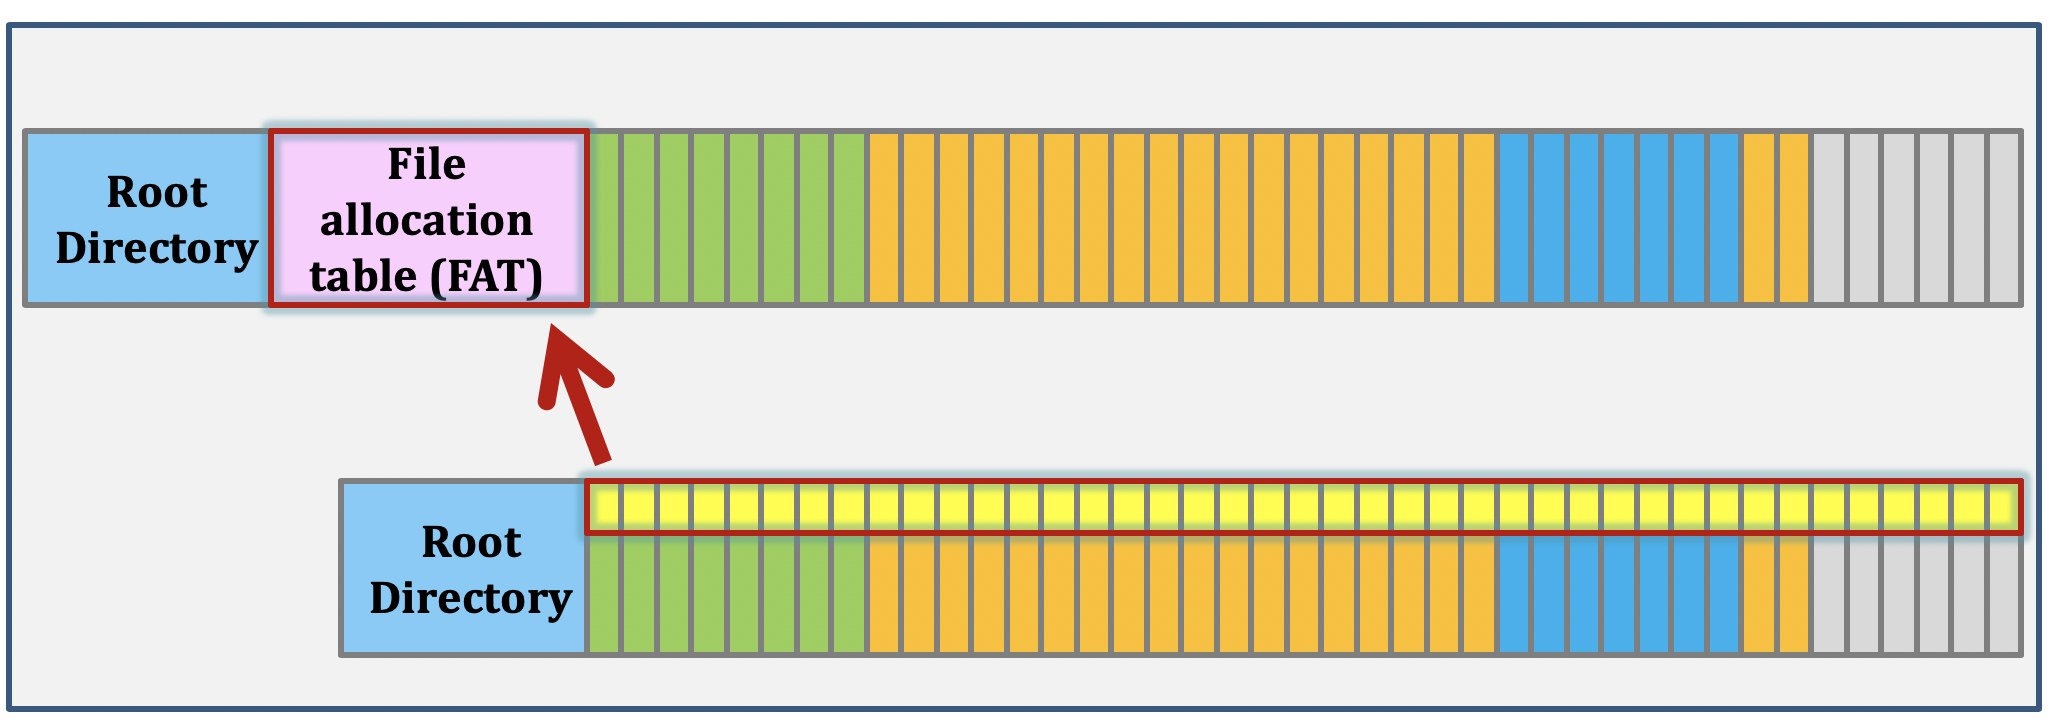 Root
Directory
File
allocation
table (FAT)
Root
Directory